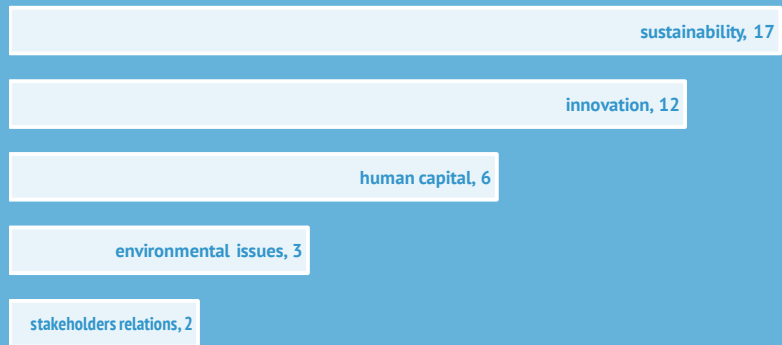 sustainability, 17
innovation, 12
human capital, 6
environmental issues, 3
stakeholders relations, 2